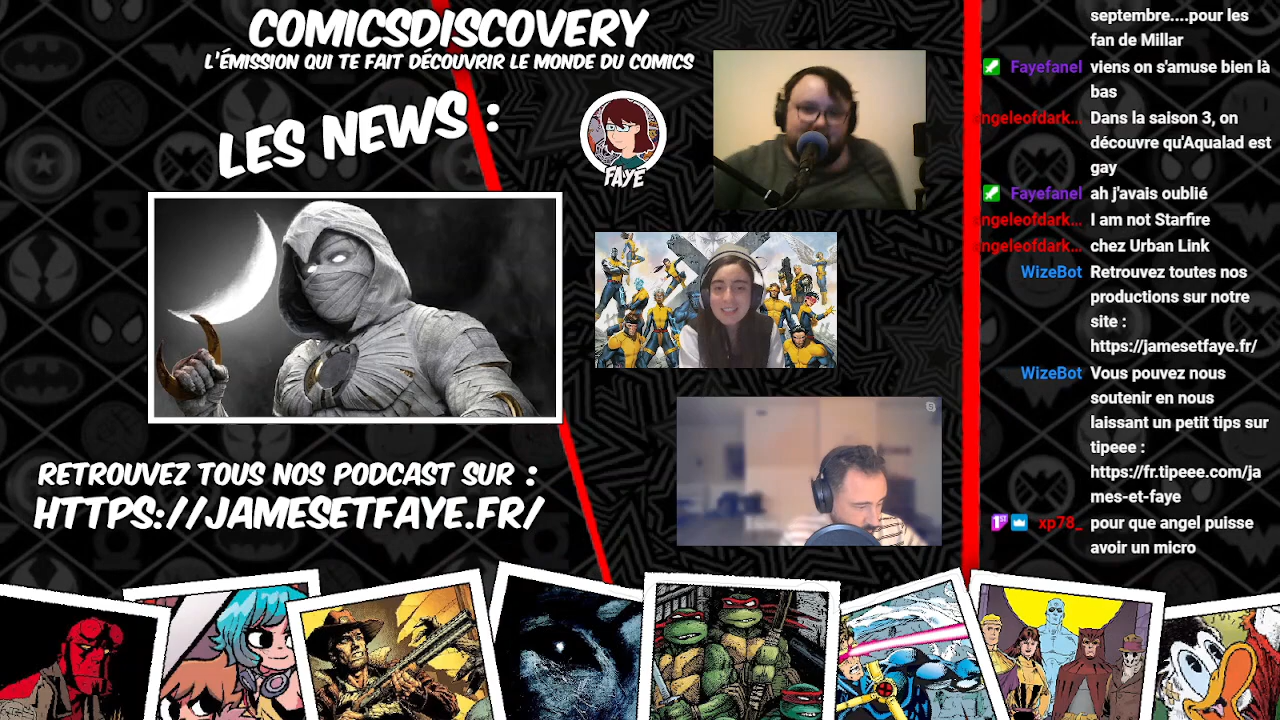 COMICSDISCOVERY
L'ÉMISSION QUI TE FAIT DÉCOUVRIR LE MONDE DU COMICS
LES NEWS :
FAYE
RETROUVEZ TOUS NOS PODCAST SUR :
HTTPS://JAMESETFAYE.FR/
septembre....pour les
fan de Millar
Fayefanel viens on s'amuse bien là
bas
ngeleofdark... Dans la saison 3, on
découvre qu'Aqualad est
gay
Fayefanel ah j'avais oublié
ngeleofdark... I am not Starfire
ngeleofdark... chez Urban Link
WizeBot Retrouvez toutes nos
productions sur notre
site :
https://jamesetfaye.fr/
WizeBot Vous pouvez nous
soutenir en nous
laissant un petit tips sur
tipeee :
https://fr.tipeee.com/ja
mes-et-faye
1ST xp78_ pour que angel puisse
avoir un micro